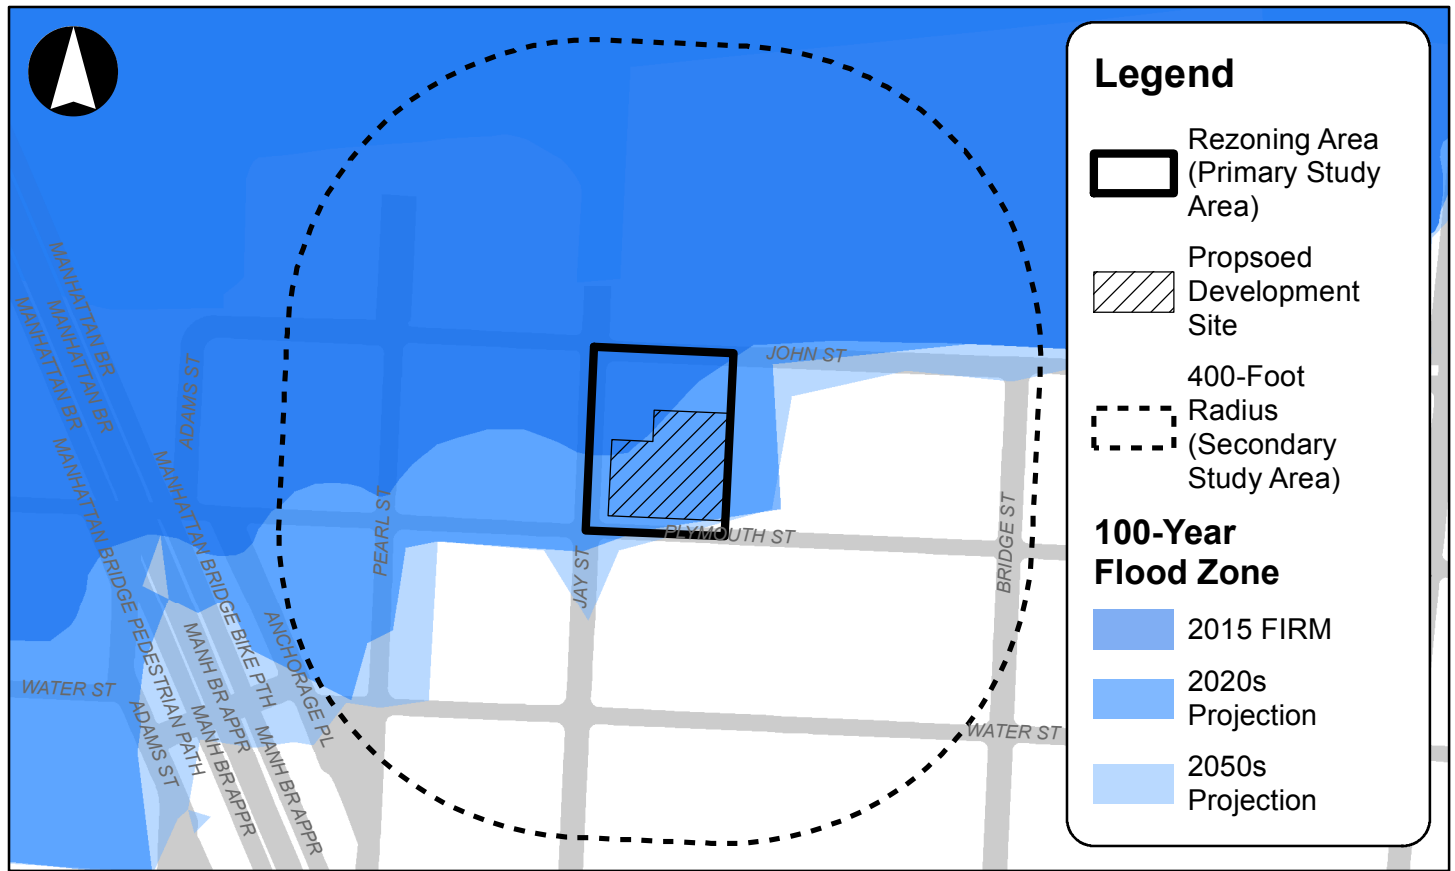 Legend
Rezoning Area
(Primary Study
Area)
Propsoed
Development
Site
400-Foot
Radius
(Secondary
Study Area)
100-Year
Flood Zone
2015 FIRM
2020s
Projection
2050s
Projection
MANHATTAN BR
MANHATTAN BR
MANHATTAN BR
ADAMS ST
JOHN ST
MANHATTAN BRIDGE PEDESTRIAN PATH
MANHATTAN BRIDGE BIKE PTH
PEARL ST
JAY ST
PLYMOUTH ST
BRIDGE ST
ANCHORAGE PL
MANH BR APPR
WATER ST
ADAMS ST
MANH BR APPR
MANH BR APPR
WATER ST